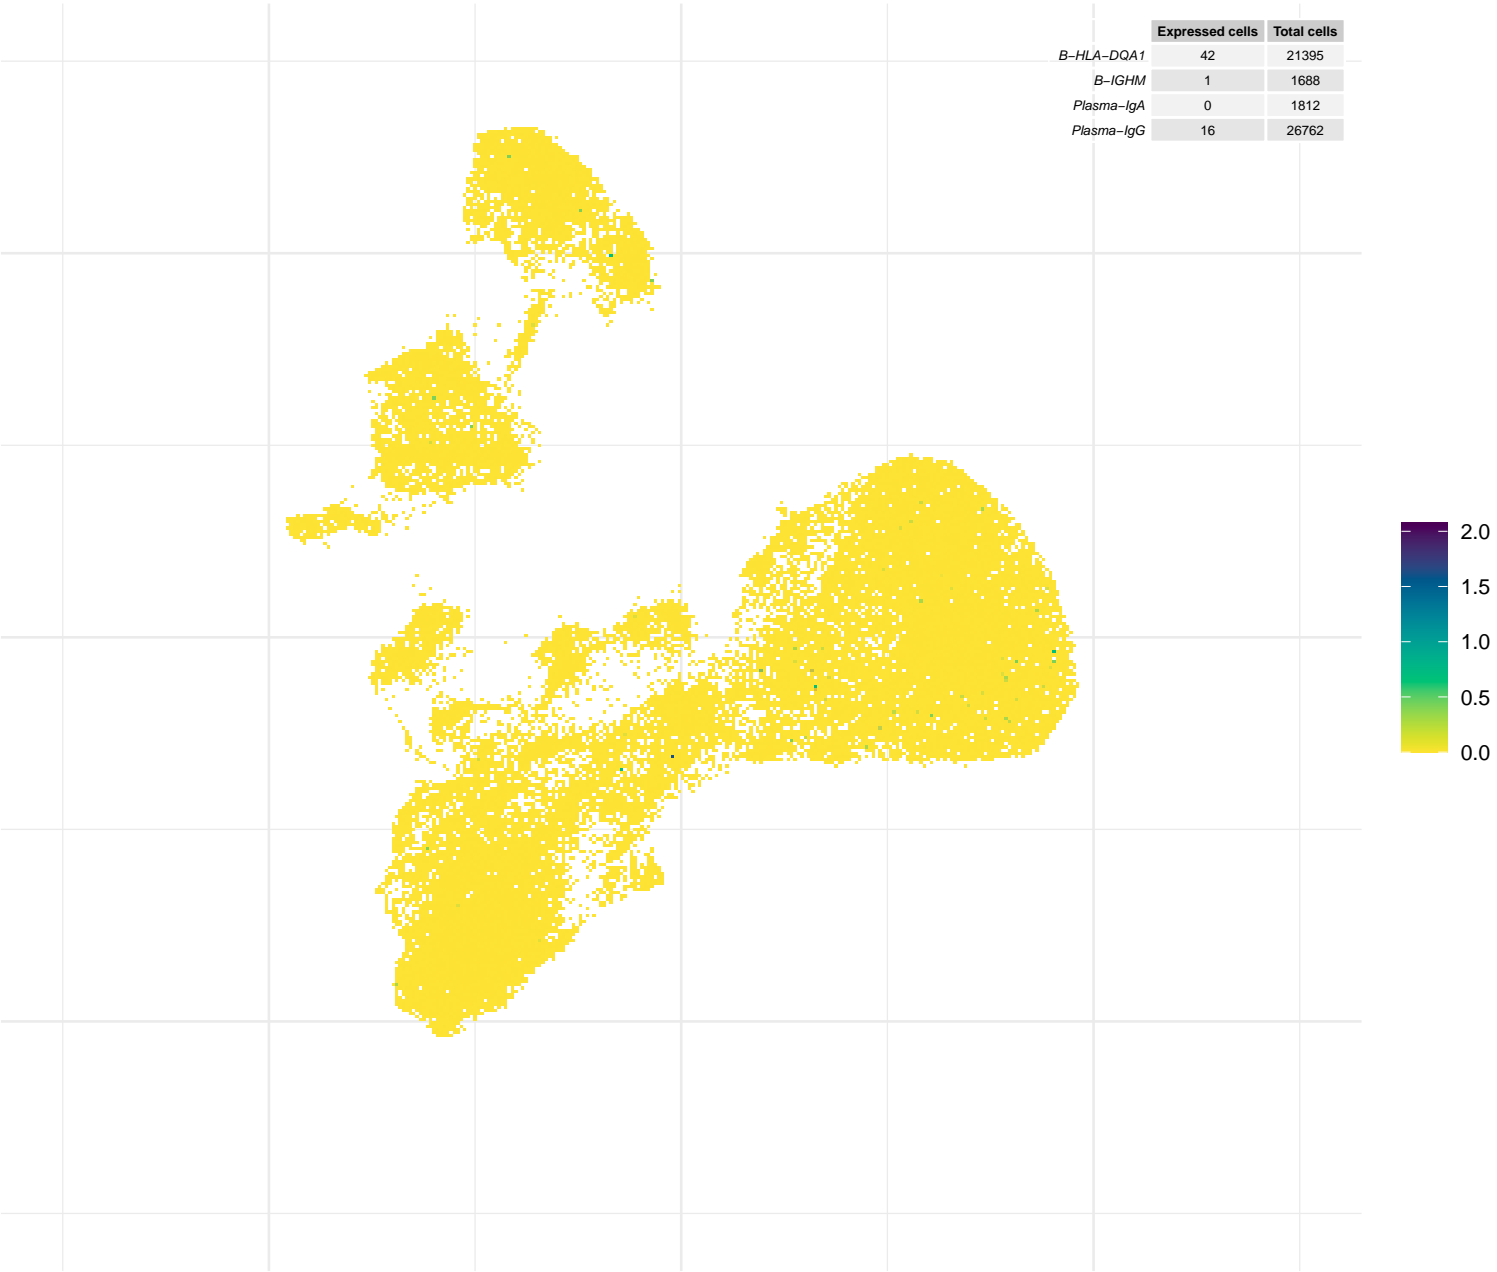 Expressed cells Total cells
B−HLA−DQA1 42 21395
B−IGHM 1 1688
Plasma−IgA 0 1812
Plasma−IgG 16 26762
2.0
1.5
1.0
0.5
0.0